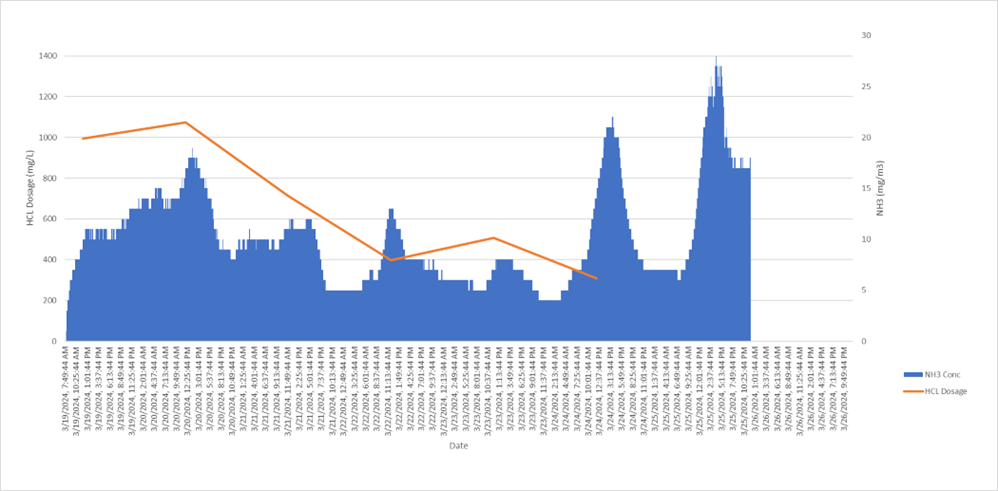 1400
1200
1000
800
600
400
200
0
HCL Dosage (mg/L)
30
25
20
15
10
5
0
NH3 (mg/m3)
3/19/2024, 7:49:44 AM
3/19/2024, 10:25:44 AM
3/19/2024, 1:01:44 PM
3/19/2024, 3:37:44 PM
3/19/2024, 6:13:44 PM
3/19/2024, 8:49:44 PM
3/19/2024, 11:25:44 PM
3/20/2024, 2:01:44 AM
3/20/2024, 4:37:44 AM
3/20/2024, 7:13:44 AM
3/20/2024, 9:49:44 AM
3/20/2024, 12:25:44 PM
3/20/2024, 3:01:44 PM
3/20/2024, 5:37:44 PM
3/20/2024, 8:13:44 PM
3/20/2024, 10:49:44 PM
3/21/2024, 1:25:44 AM
3/21/2024, 4:01:44 AM
3/21/2024, 6:37:44 AM
3/21/2024, 9:13:44 AM
3/21/2024, 11:49:44 AM
3/21/2024, 2:25:44 PM
3/21/2024, 5:01:44 PM
3/21/2024, 7:37:44 PM
3/21/2024, 10:13:44 PM
3/22/2024, 12:49:44 AM
3/22/2024, 3:25:44 AM
3/22/2024, 6:01:44 AM
3/22/2024, 8:37:44 AM
3/22/2024, 11:13:44 AM
3/22/2024, 1:49:44 PM
3/22/2024, 4:25:44 PM
3/22/2024, 7:01:44 PM
3/22/2024, 9:37:44 PM
3/23/2024, 12:13:44 AM
3/23/2024, 2:49:44 AM
3/23/2024, 5:25:44 AM
3/23/2024, 8:01:44 AM
3/23/2024, 10:37:44 AM
3/23/2024, 1:13:44 PM
3/23/2024, 3:49:44 PM
3/23/2024, 6:25:44 PM
3/23/2024, 9:01:44 PM
3/23/2024, 11:37:44 PM
3/24/2024, 2:13:44 AM
3/24/2024, 4:49:44 AM
3/24/2024, 7:25:44 AM
3/24/2024, 10:01:44 AM
3/24/2024, 12:37:44 PM
3/24/2024, 3:13:44 PM
3/24/2024, 5:49:44 PM
3/24/2024, 8:25:44 PM
3/24/2024, 11:01:44 PM
3/25/2024, 1:37:44 AM
3/25/2024, 4:13:44 AM
3/25/2024, 6:49:44 AM
3/25/2024, 9:25:44 AM
3/25/2024, 12:01:44 PM
3/25/2024, 2:37:44 PM
3/25/2024, 5:13:44 PM
3/25/2024, 7:49:44 PM
3/25/2024, 10:25:44 PM
3/26/2024, 1:01:44 AM
3/26/2024, 3:37:44 AM
3/26/2024, 6:13:44 AM
3/26/2024, 8:49:44 AM
3/26/2024, 11:25:44 AM
3/26/2024, 2:01:44 PM
3/26/2024, 4:37:44 PM
3/26/2024, 7:13:44 PM
3/26/2024, 9:49:44 PM
Date
NH3 Conc
HCL Dosage